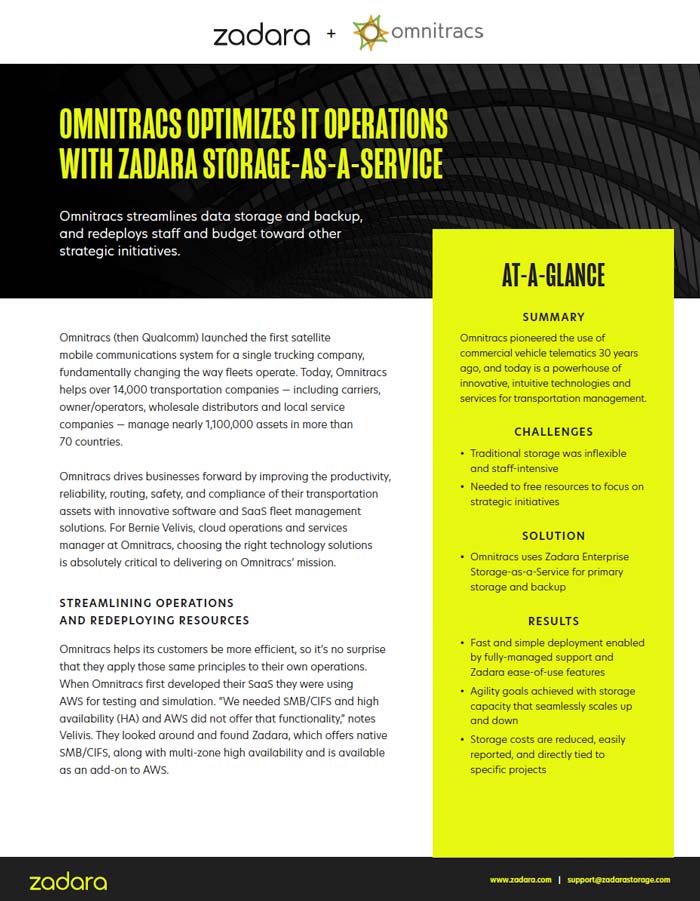 zadara + omnitracs
OMNITRACS OPTIMIZES IT OPERATIONS
WITH ZADARA STORAGE-AS-A-SERVICE
Omnitracs streamlines data storage and backup,
and redeploys staff and budget toward other
strategic initiatives.
Omnitracs (then Qualcomm) launched the first satellite
mobile communications system for a single trucking company,
fundamentally changing the way fleets operate. Today, Omnitracs
helps over 14,000 transportation companies — including carriers,
owner/operators, wholesale distributors and local service
companies — manage nearly 1,100,000 assets in more than
70 countries.
Omnitracs drives businesses forward by improving the productivity,
reliability, routing, safety, and compliance of their transportation
assets with innovative software and SaaS fleet management
solutions. For Bernie Velivis, cloud operations and services
manager at Omnitracs, choosing the right technology solutions
is absolutely critical to delivering on Omnitracs' mission.
STREAMLINING OPERATIONS
AND REDEPLOYING RESOURCES
Omnitracs helps its customers be more efficient, so it's no surprise
that they apply those same principles to their own operations.
When Omnitracs first developed their SaaS they were using
AWS for testing and simulation. "We needed SMB/CIFS and high
availability (HA) and AWS did not offer that functionality," notes
Velivis. They looked around and found Zadara, which offers native
SMB/CIFS, along with multi-zone high availability and is available
as an add-on to AWS.
AT-A-GLANCE
SUMMARY
Omnitracs pioneered the use of
commercial vehicle telematics 30 years
ago, and today is a powerhouse of
innovative, intuitive technologies and
services for transportation management.
CHALLENGES
• Traditional storage was inflexible
and staff-intensive
• Needed to free resources to focus on
strategic initiatives
SOLUTION
• Omnitracs uses Zadara Enterprise
Storage-as-a-Service for primary
storage and backup
RESULTS
• Fast and simple deployment enabled
by fully-managed support and
Zadara ease-of-use features
• Agility goals achieved with storage
capacity that seamlessly scales up
and down
• Storage costs are reduced, easily
reported, and directly tied to
specific projects
zadara
www.zadara.com | support@zadarastorage.com